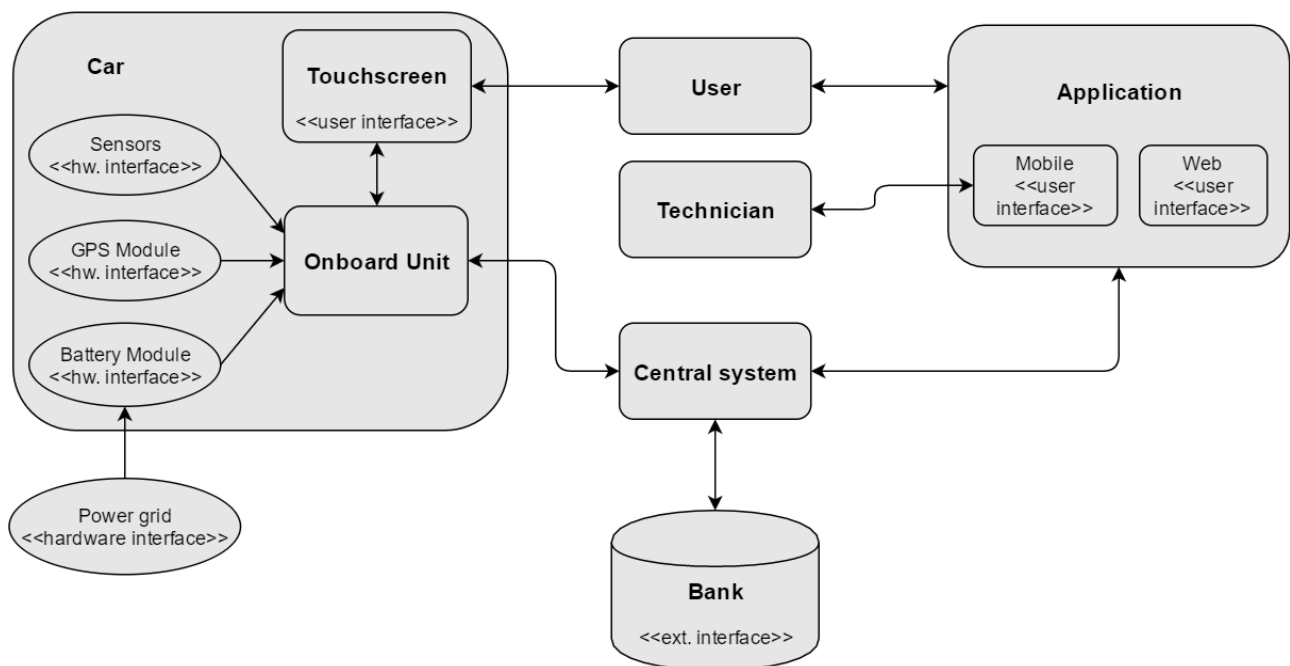 Car
Touchscreen
<<user interface>>
Sensors
<<hw. interface>>
GPS Module
<<hw. interface>>
Battery Module
<<hw. interface>>
Onboard Unit
Power grid
<<hardware interface>>
User
Technician
Central system
Bank
<<ext. interface>>
Application
Mobile
<<user
interface>>
Web
<<user
interface>>